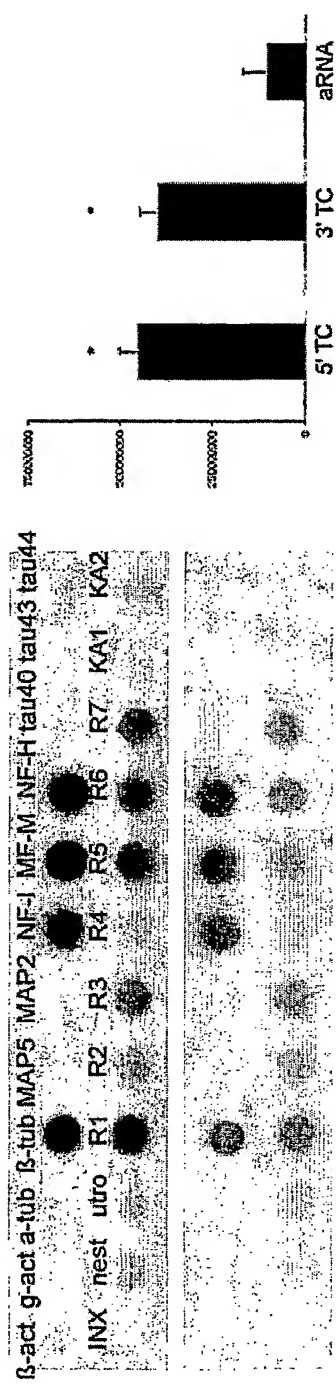 ß-act g-act a-tub ß-tub MAP5 MAP2 NF-l MF-M NF-H tau40 tau43 tau44
INX nest utro R1 R2 R3 R4 R5 R6 R7 KA1 KA2
* *
0
5' TC 3' TC aRNA